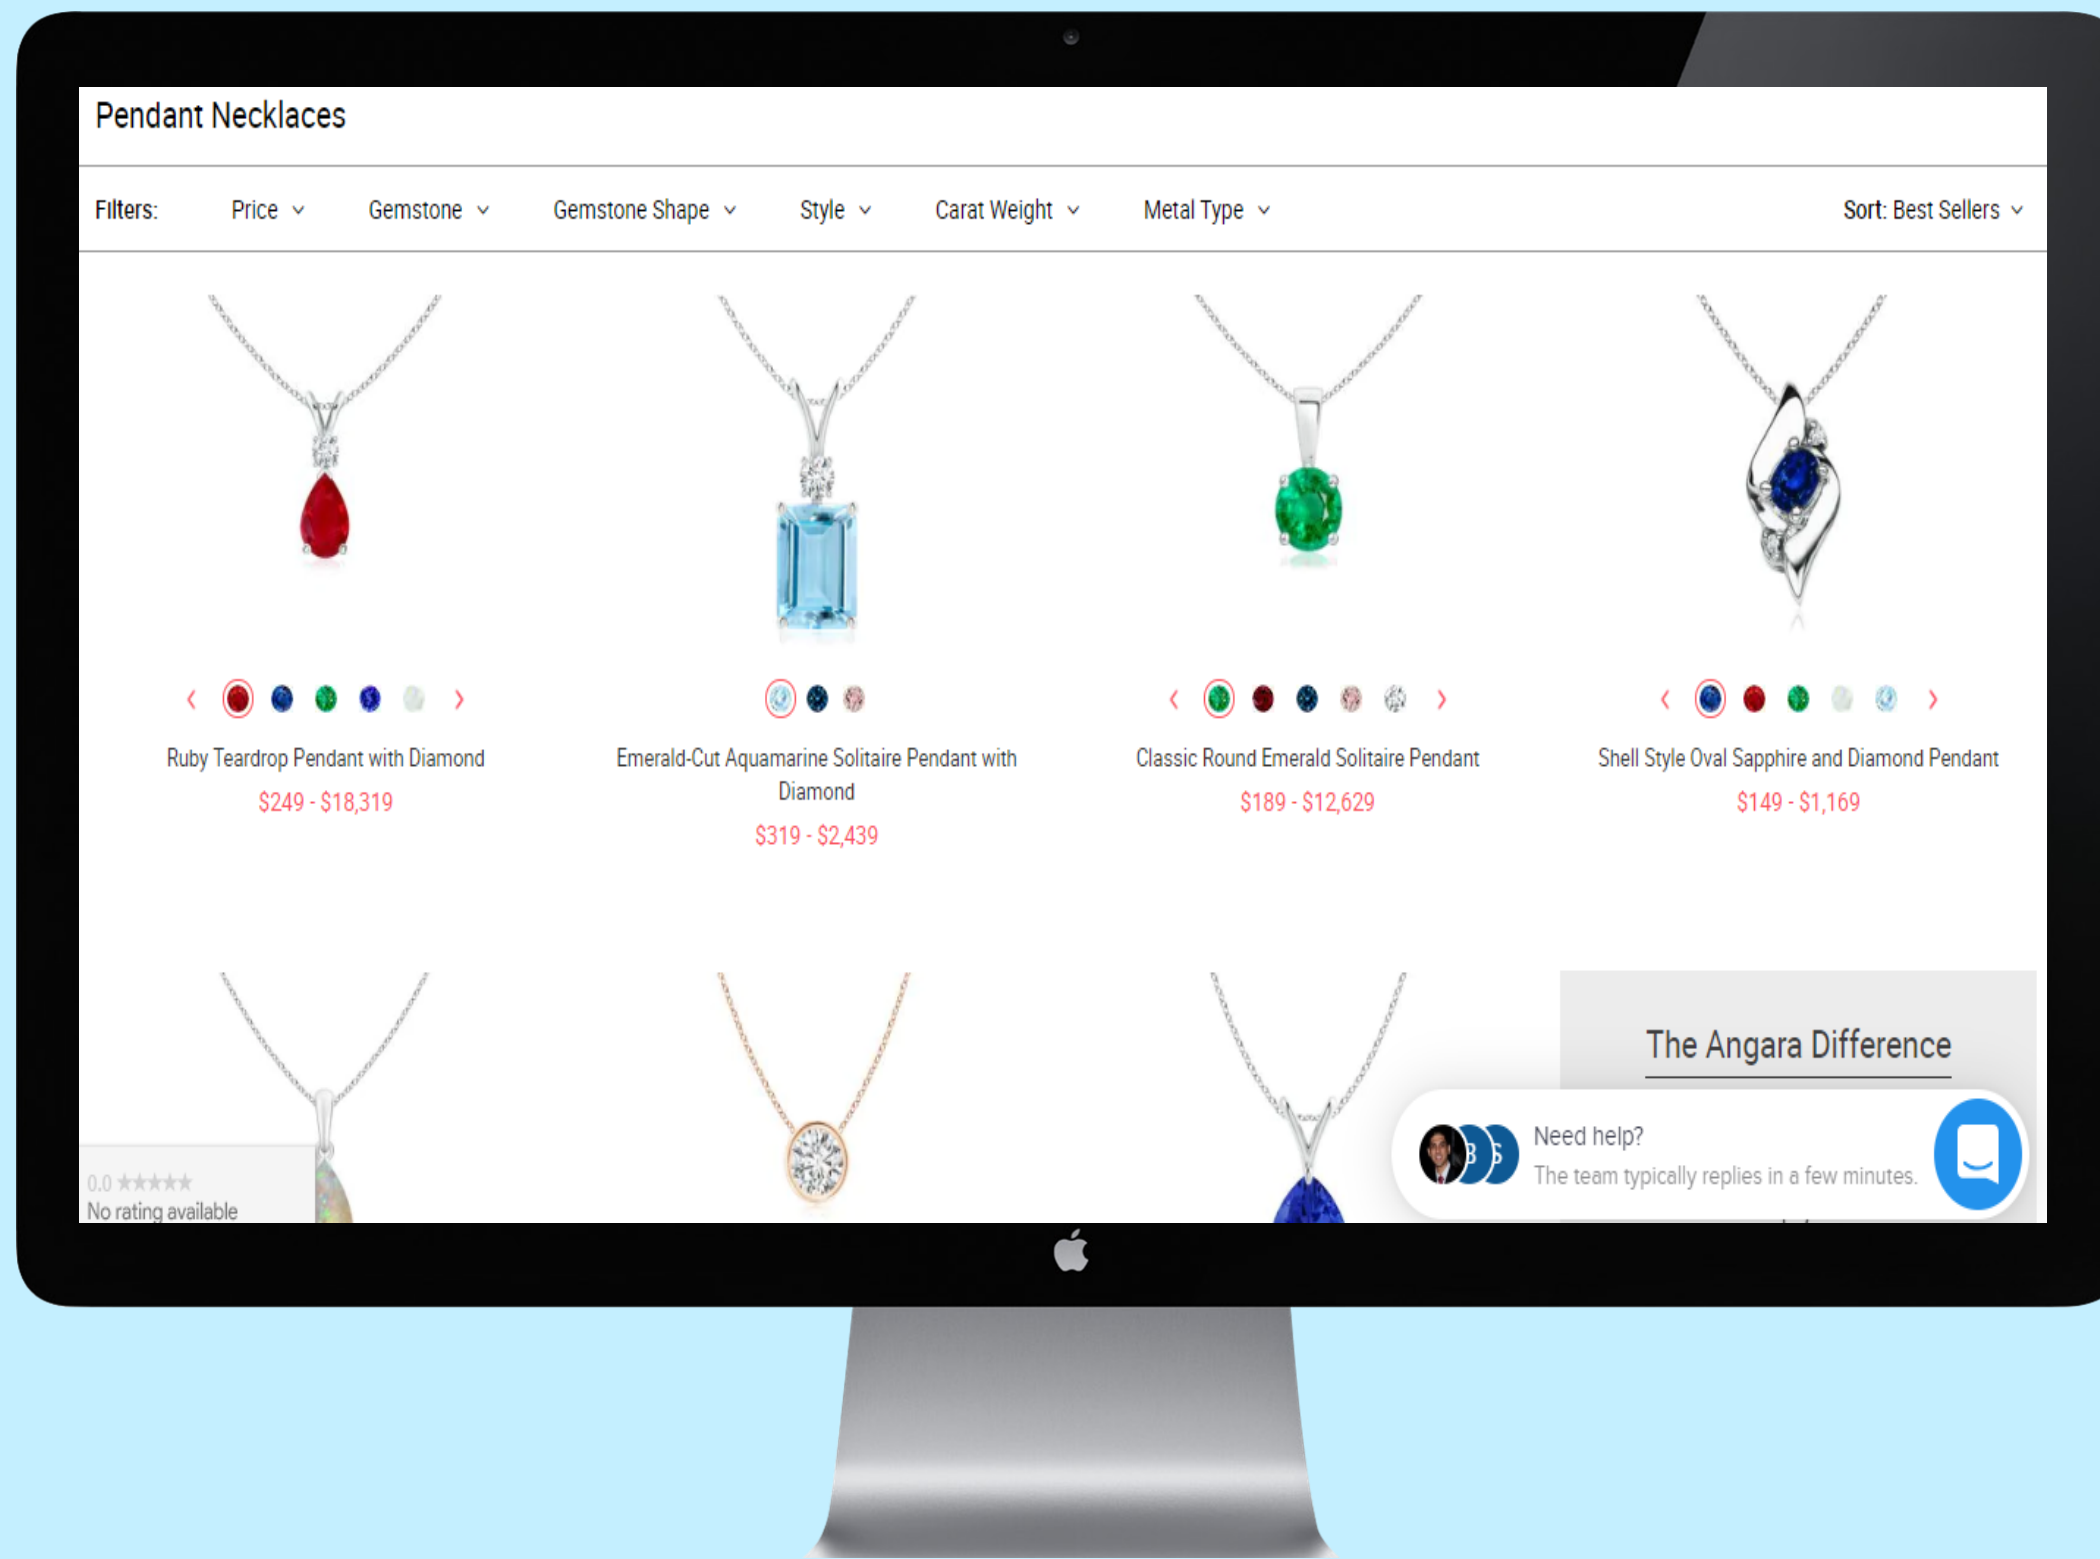 Pendant Necklaces
Filters: Price Gemstone Gemstone Shape Style Carat Weight Metal Type Sort: Best Sellers
Ruby Teardrop Pendant with Diamond
$249 - $18,319
Emerald-Cut Aquamarine Solitaire Pendant with
Diamond
$319 - $2,439
Classic Round Emerald Solitaire Pendant
$189 - $12,629
Shell Style Oval Sapphire and Diamond Pendant
$149 - $1,169
The Angara Difference
0.0 ★★★★★
No rating available
B S
Need help?
The team typically replies in a few minutes.